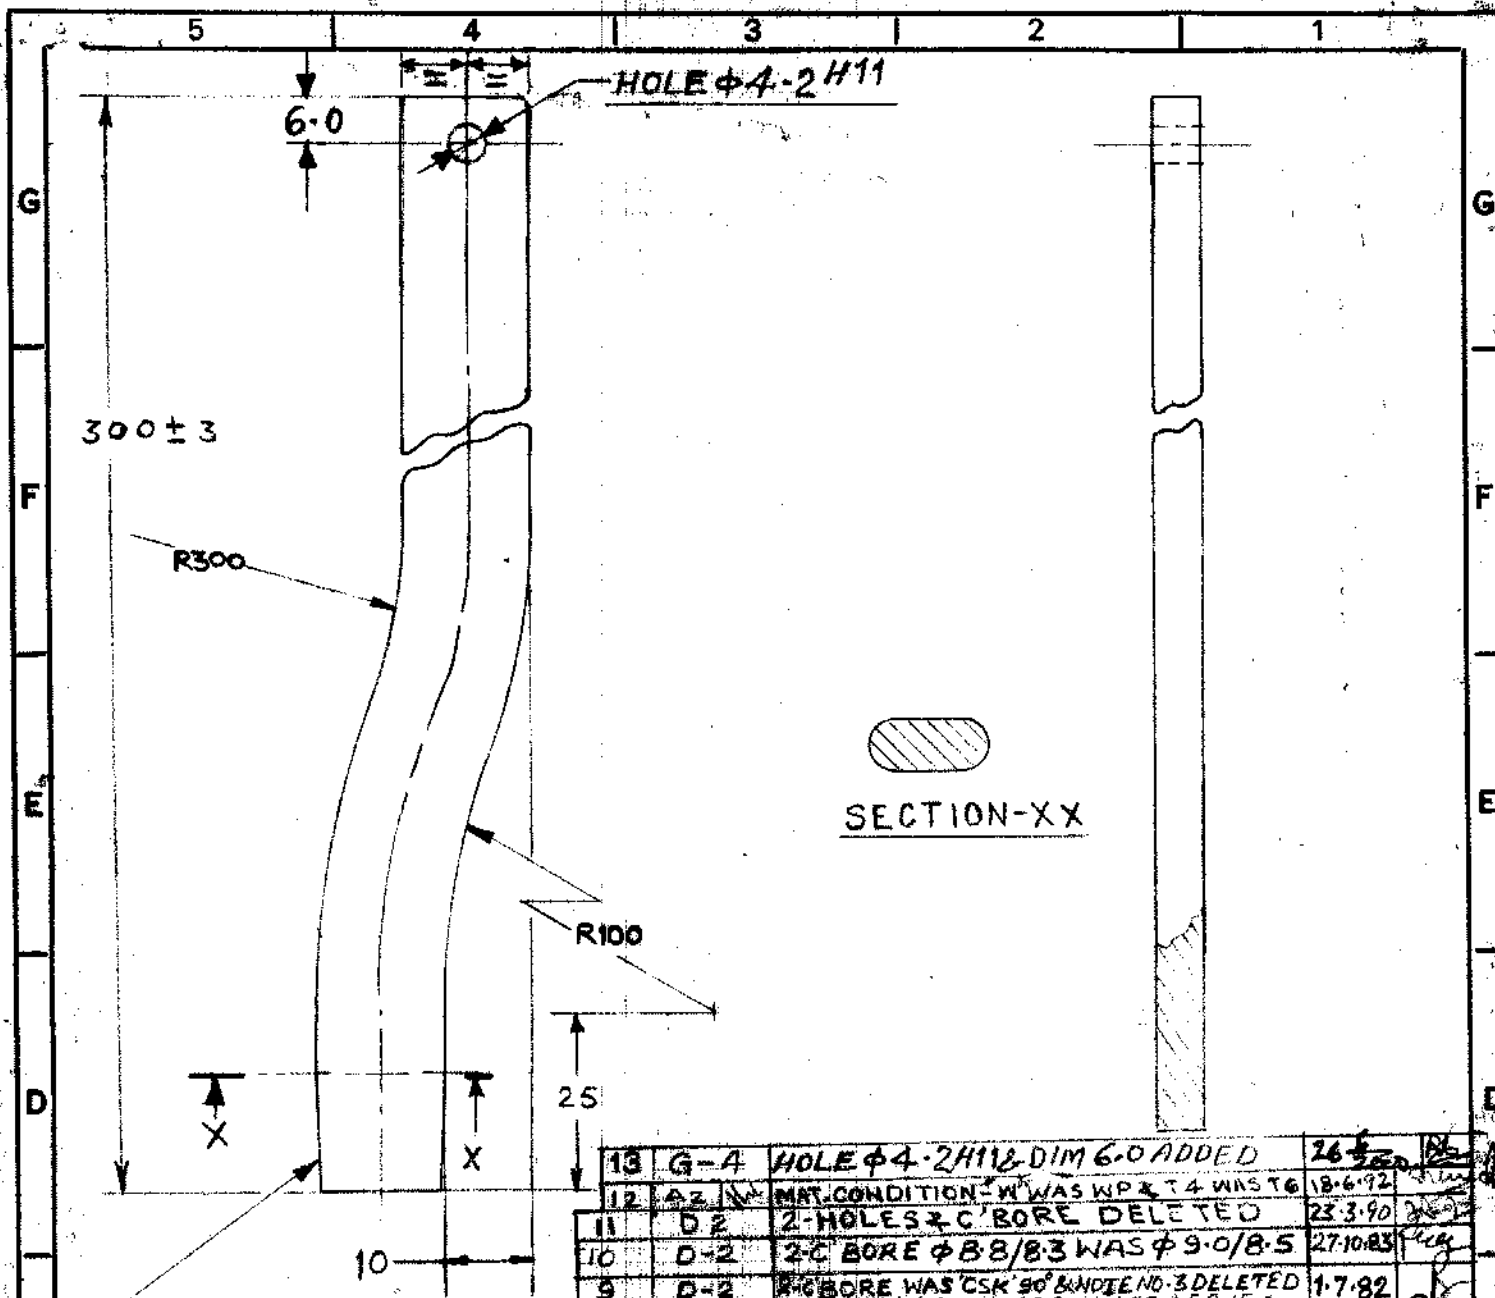 5 4 3 2 1
= =
HOLE φ4·2 H11
6·0
G G
300±3
F F
R300
E E
SECTION-XX
R100
25
D D
X X
13 G-4 HOLE φ4·2H11 & DIM 6·0 ADDED 26
12 A2 MAT. CONDITION-"W" WAS WP & T4 WAS T6 18·6·92
11 D2 2-HOLES & C'BORE DELETED 23·3·90
10 D-2 2-C BORE φ8·8/8·3 WAS φ9·0/8·5 27·10·83
10
9 D-2 2-C BORE WAS CSK 90° & NOTE NO·3 DELETED 1·7·82